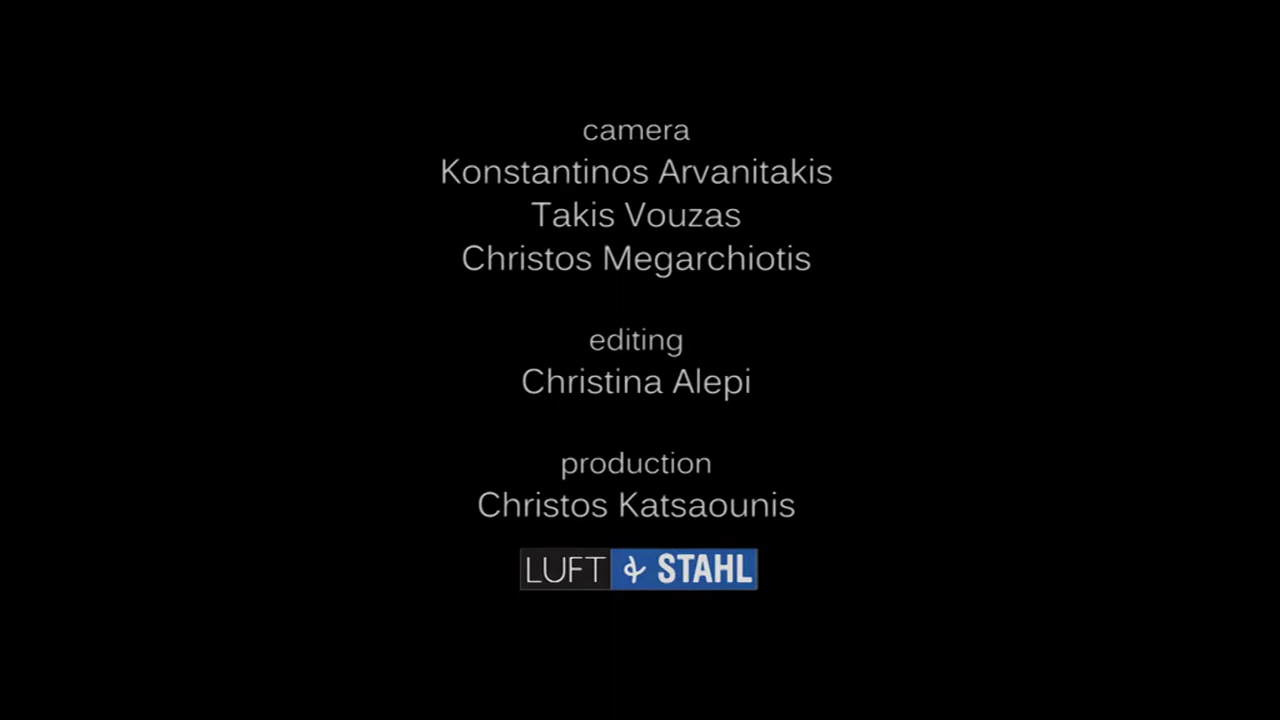 camera
Konstantinos Arvanitakis
Takis Vouzas
Christos Megarchiotis
editing
Christina Alepi
production
Christos Katsaounis
LUFT & STAHL